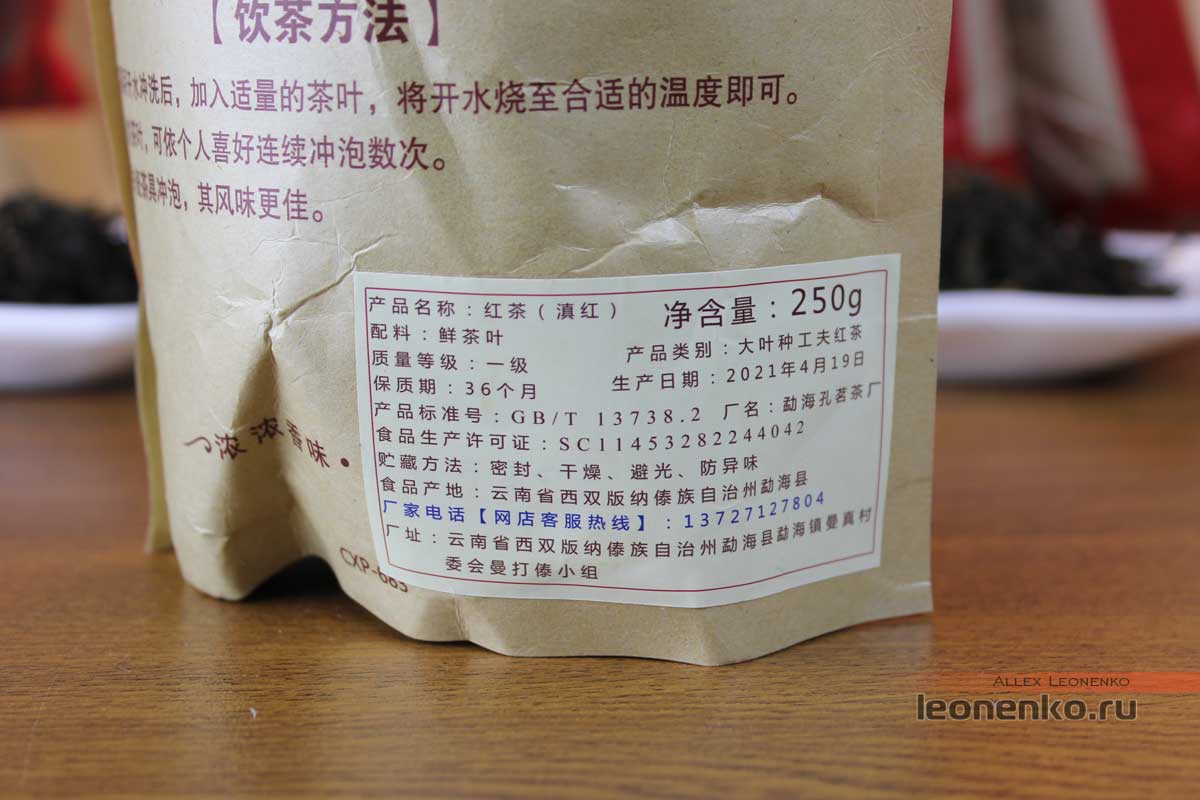 【饮茶方法】
开水冲洗后，加入适量的茶叶，将开水烧至合适的温度即可。
可依个人喜好连续冲泡数次。
茶具冲泡，其风味更佳。
产品名称：红茶（滇红） 净含量：250g
配料：鲜茶叶
质量等级：一级 产品类别：大叶种工夫红茶
保质期：36个月 生产日期：2021年4月19日
产品标准号：GB/T 13738.2 厂名：勐海孔茗茶厂
食品生产许可证：SC11453282244042
贮藏方法：密封、干燥、避光、防异味
食品产地：云南省西双版纳傣族自治州勐海县
厂家电话【网店客服热线】：13727127804
厂址：云南省西双版纳傣族自治州勐海县勐海镇曼真村
委会曼打傣小组
浓浓香味
CXP-683
ALLEX LEONENKO
leonenko.ru